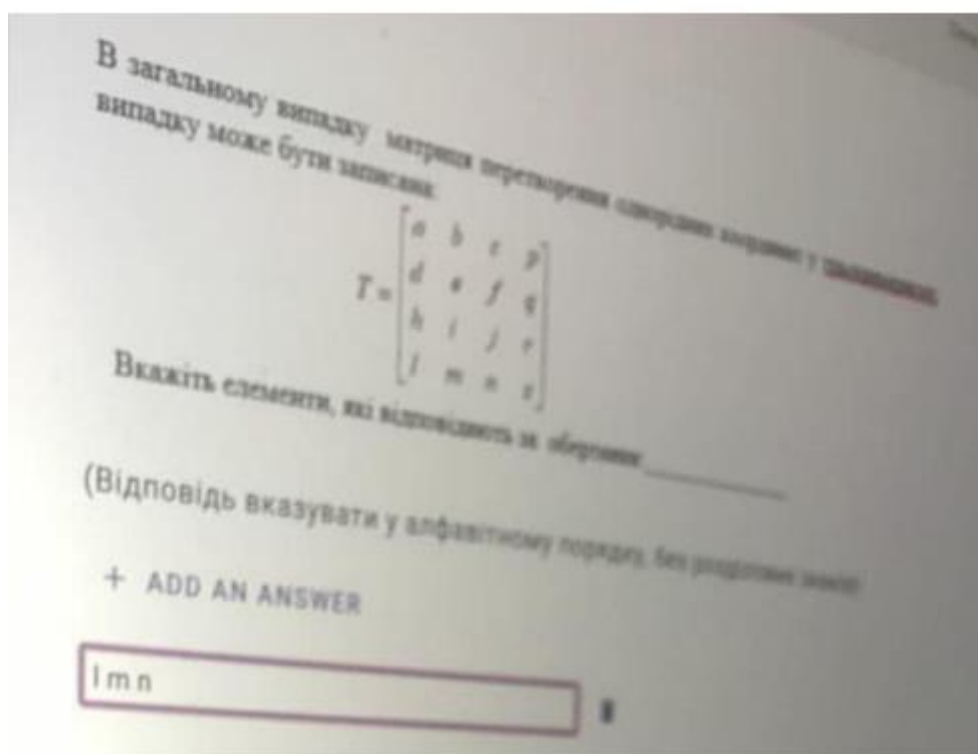 В загальному випадку матриця перетворення однорідних координат у
випадку може бути записана:
a b c p
T = d e f q
h i j r
l m n s
Вкажіть елементи, які відповідають за обертання
(Відповідь вказувати у алфавітному порядку, без розділових знаків)
+ ADD AN ANSWER
l m n